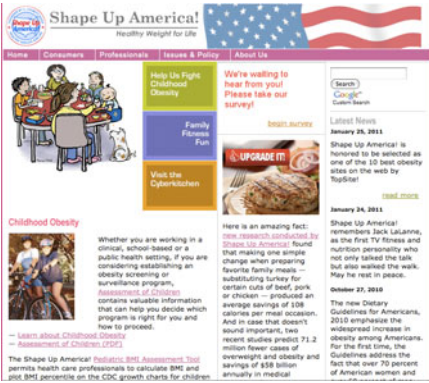 Shape Up America!
Shape Up America!
Healthy Weight for Life
Home
Consumers
Professionals
Issues & Policy
About Us
Help Us Fight
Childhood
Obesity
Family
Fitness
Fun
Visit the
Cyberkitchen
Childhood Obesity
Whether you are working in a
clinical, school-based or a
public health setting, if you are
considering establishing an
obesity screening or
surveillance program,
Assessment of Children
contains valuable information
that can help you decide which
program is right for you and
how to proceed.
— Learn about Childhood Obesity
— Assessment of Children (PDF)
The Shape Up America! Pediatric BMI Assessment Tool
permits health care professionals to calculate BMI and
plot BMI percentile on the CDC growth charts for children
We're waiting to
hear from you!
Please take our
survey!
begin survey
UPGRADE IT!
Here is an amazing fact:
new research conducted by
Shape Up America! found
that making one simple
change when preparing
favorite family meals —
substituting turkey for
certain cuts of beef, pork
or chicken — produced an
average savings of 108
calories per meal occasion.
And in case that doesn't
sound important, two
recent studies predict 71.2
million fewer cases of
overweight and obesity and
savings of $58 billion
annually in medical
Search
Google™
Custom Search
Latest News
January 25, 2011
Shape Up America! is
honored to be selected as
one of the 10 best obesity
sites on the web by
TopSite!
read more
January 24, 2011
Shape Up America!
remembers Jack LaLanne,
as the first TV fitness and
nutrition personality who
not only talked the talk
but also walked the walk.
May he rest in peace.
October 27, 2010
The new Dietary
Guidelines for Americans,
2010 emphasize the
widespread increase in
obesity among Americans.
For the first time, the
Guidelines address the
fact that over 70 percent
of American women and